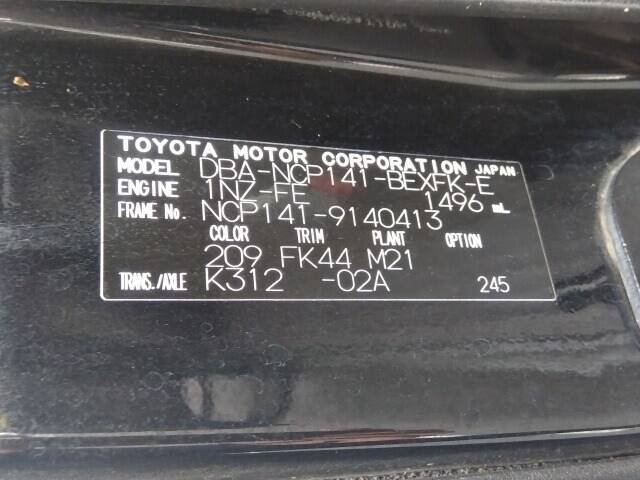 TOYOTA MOTOR CORPORATION JAPAN
MODEL DBA-NCP141-BEXFK-E
ENGINE 1NZ-FE 1496 mL
FRAME No. NCP141-9140413
COLOR TRIM PLANT OPTION
209 FK44 M21
TRANS./AXLE K312 -02A 245